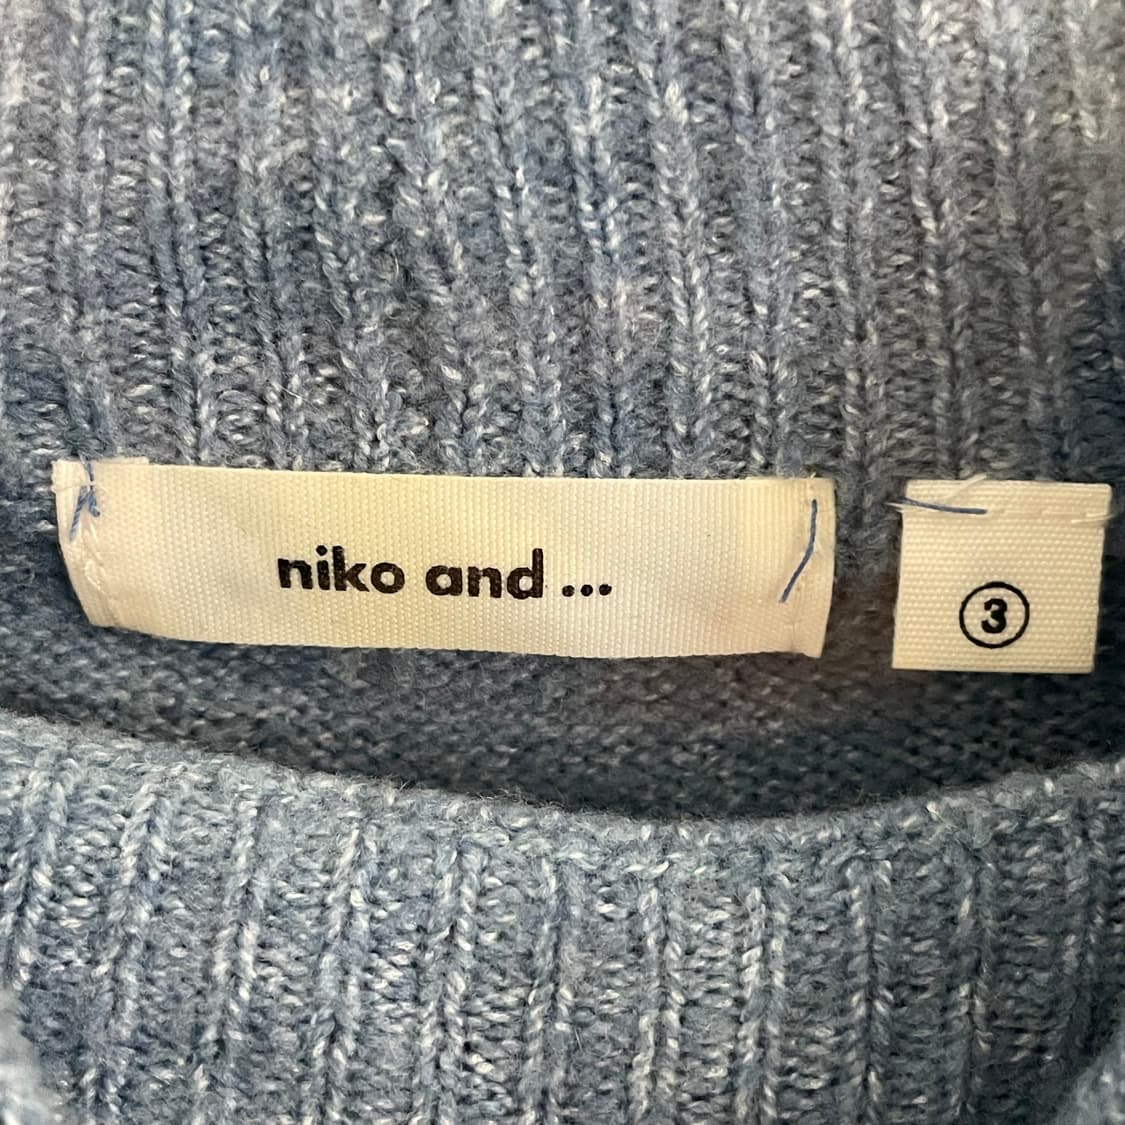 niko and ...
3